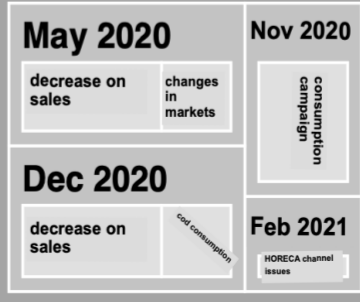 May 2020
decrease on
sales
changes
in
markets
Nov 2020
consumption
campaign
Dec 2020
decrease on
sales
cod consumption
Feb 2021
HORECA channel
issues